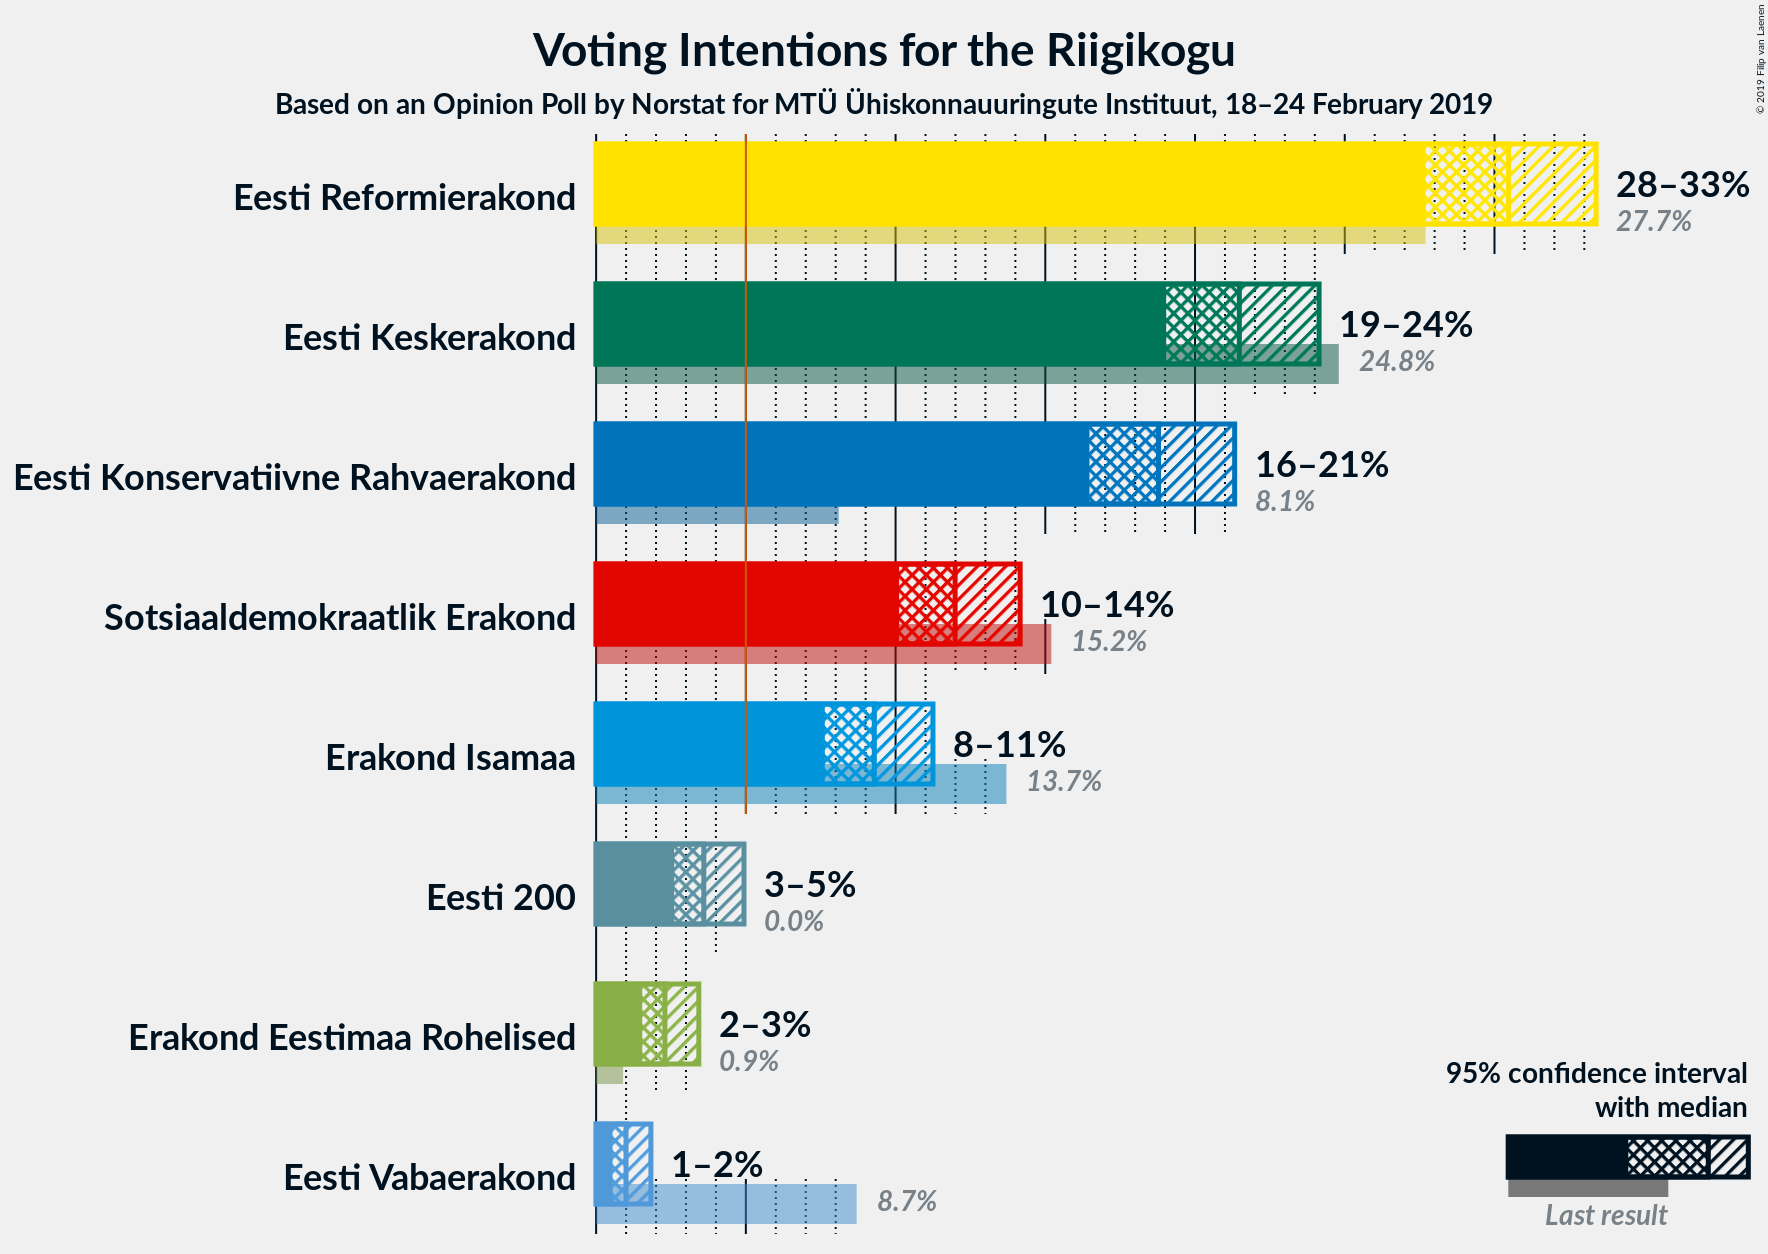 Voting Intentions for the Riigikogu
Based on an Opinion Poll by Norstat for MTÜ Ühiskonnauuringute Instituut, 18–24 February 2019
© 2019 Filip van Laenen
Eesti Reformierakond
28–33%
27.7%
Eesti Keskerakond
19–24%
24.8%
Eesti Konservatiivne Rahvaerakond
16–21%
8.1%
Sotsiaaldemokraatlik Erakond
10–14%
15.2%
Erakond Isamaa
8–11%
13.7%
Eesti 200
3–5%
0.0%
Erakond Eestimaa Rohelised
2–3%
0.9%
Eesti Vabaerakond
1–2%
8.7%
95% confidence interval
with median
Last result